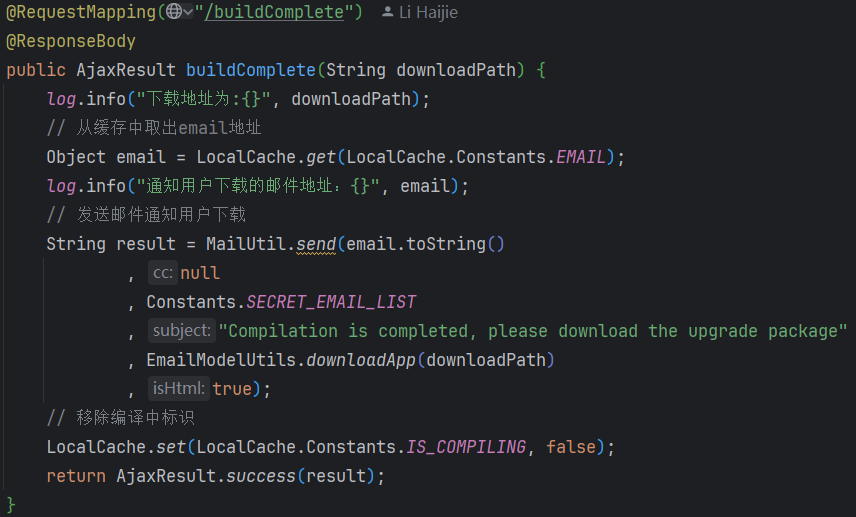 @RequestMapping("/buildComplete") Li Haijie
@ResponseBody
public AjaxResult buildComplete(String downloadPath) {
log.info("下载地址为:{}", downloadPath);
// 从缓存中取出email地址
Object email = LocalCache.get(LocalCache.Constants.EMAIL);
log.info("通知用户下载的邮件地址：{}", email);
// 发送邮件通知用户下载
String result = MailUtil.send(email.toString()
, cc: null
, Constants.SECRET_EMAIL_LIST
, subject: "Compilation is completed, please download the upgrade package"
, EmailModelUtils.downloadApp(downloadPath)
, isHtml: true);
// 移除编译中标识
LocalCache.set(LocalCache.Constants.IS_COMPILING, false);
return AjaxResult.success(result);
}